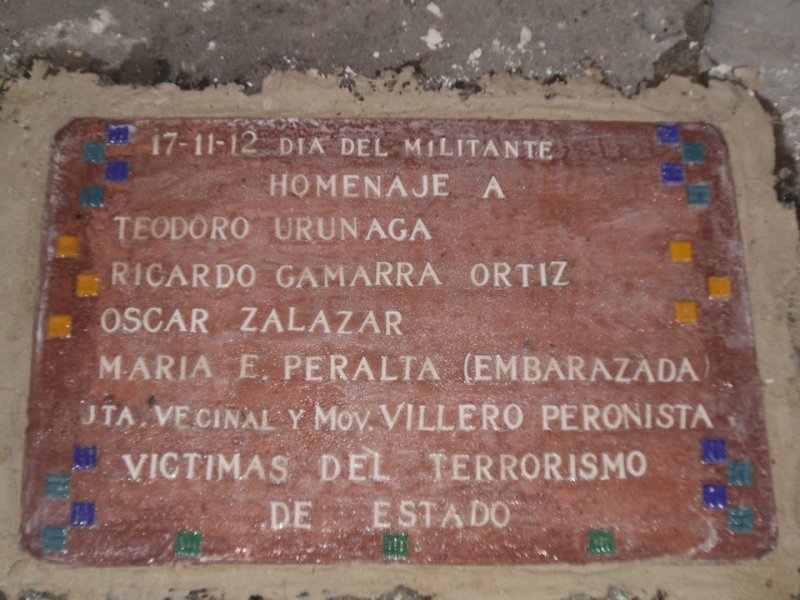 17-11-12 DIA DEL MILITANTE
HOMENAJE A
TEODORO URUNAGA
RICARDO GAMARRA ORTIZ
OSCAR ZALAZAR
MARIA E. PERALTA (EMBARAZADA)
JTA. VECINAL Y MOV. VILLERO PERONISTA
VICTIMAS DEL TERRORISMO
DE ESTADO